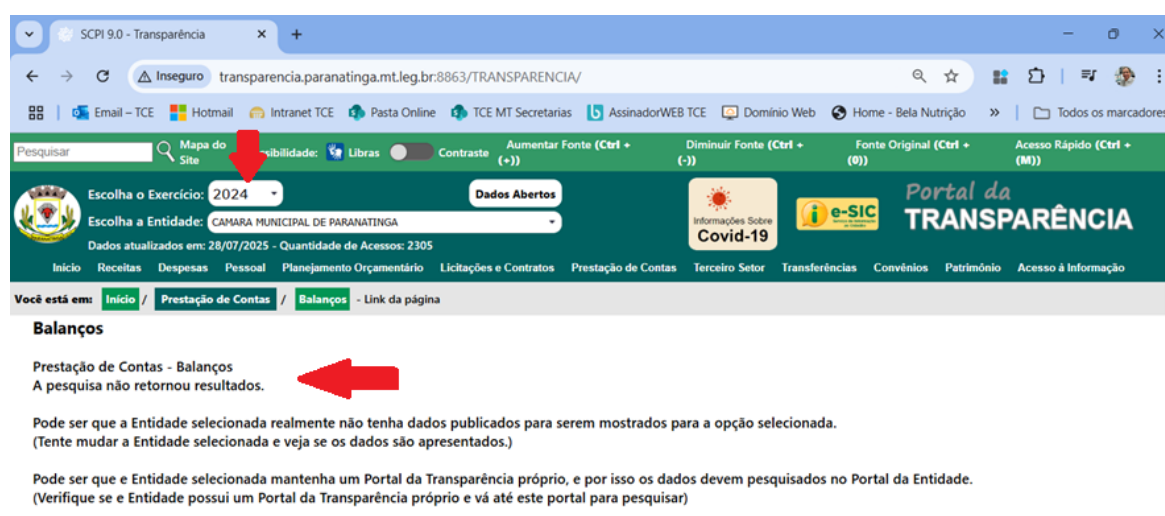 SCPI 9.0 - Transparência
Inseguro transparencia.paranatinga.mt.leg.br:8863/TRANSPARENCIA/
Email – TCE Hotmail Intranet TCE Pasta Online TCE MT Secretarias AssinadorWEB TCE Domínio Web Home - Bela Nutrição » Todos os marcadores
Pesquisar Mapa do Site ssibilidade: Libras Contraste Aumentar Fonte (Ctrl + (+)) Diminuir Fonte (Ctrl + (-)) Fonte Original (Ctrl + (0)) Acesso Rápido (Ctrl + (M))
Escolha o Exercício: 2024 Dados Abertos
Escolha a Entidade: CAMARA MUNICIPAL DE PARANATINGA
Dados atualizados em: 28/07/2025 - Quantidade de Acessos: 2305
Informações Sobre
Covid-19
e-SIC
Portal da
TRANSPARÊNCIA
Início Receitas Despesas Pessoal Planejamento Orçamentário Licitações e Contratos Prestação de Contas Terceiro Setor Transferências Convênios Patrimônio Acesso à Informação
Você está em: Início / Prestação de Contas / Balanços - Link da página
Balanços
Prestação de Contas - Balanços
A pesquisa não retornou resultados.
Pode ser que a Entidade selecionada realmente não tenha dados publicados para serem mostrados para a opção selecionada.
(Tente mudar a Entidade selecionada e veja se os dados são apresentados.)
Pode ser que e Entidade selecionada mantenha um Portal da Transparência próprio, e por isso os dados devem pesquisados no Portal da Entidade.
(Verifique se e Entidade possui um Portal da Transparência próprio e vá até este portal para pesquisar)